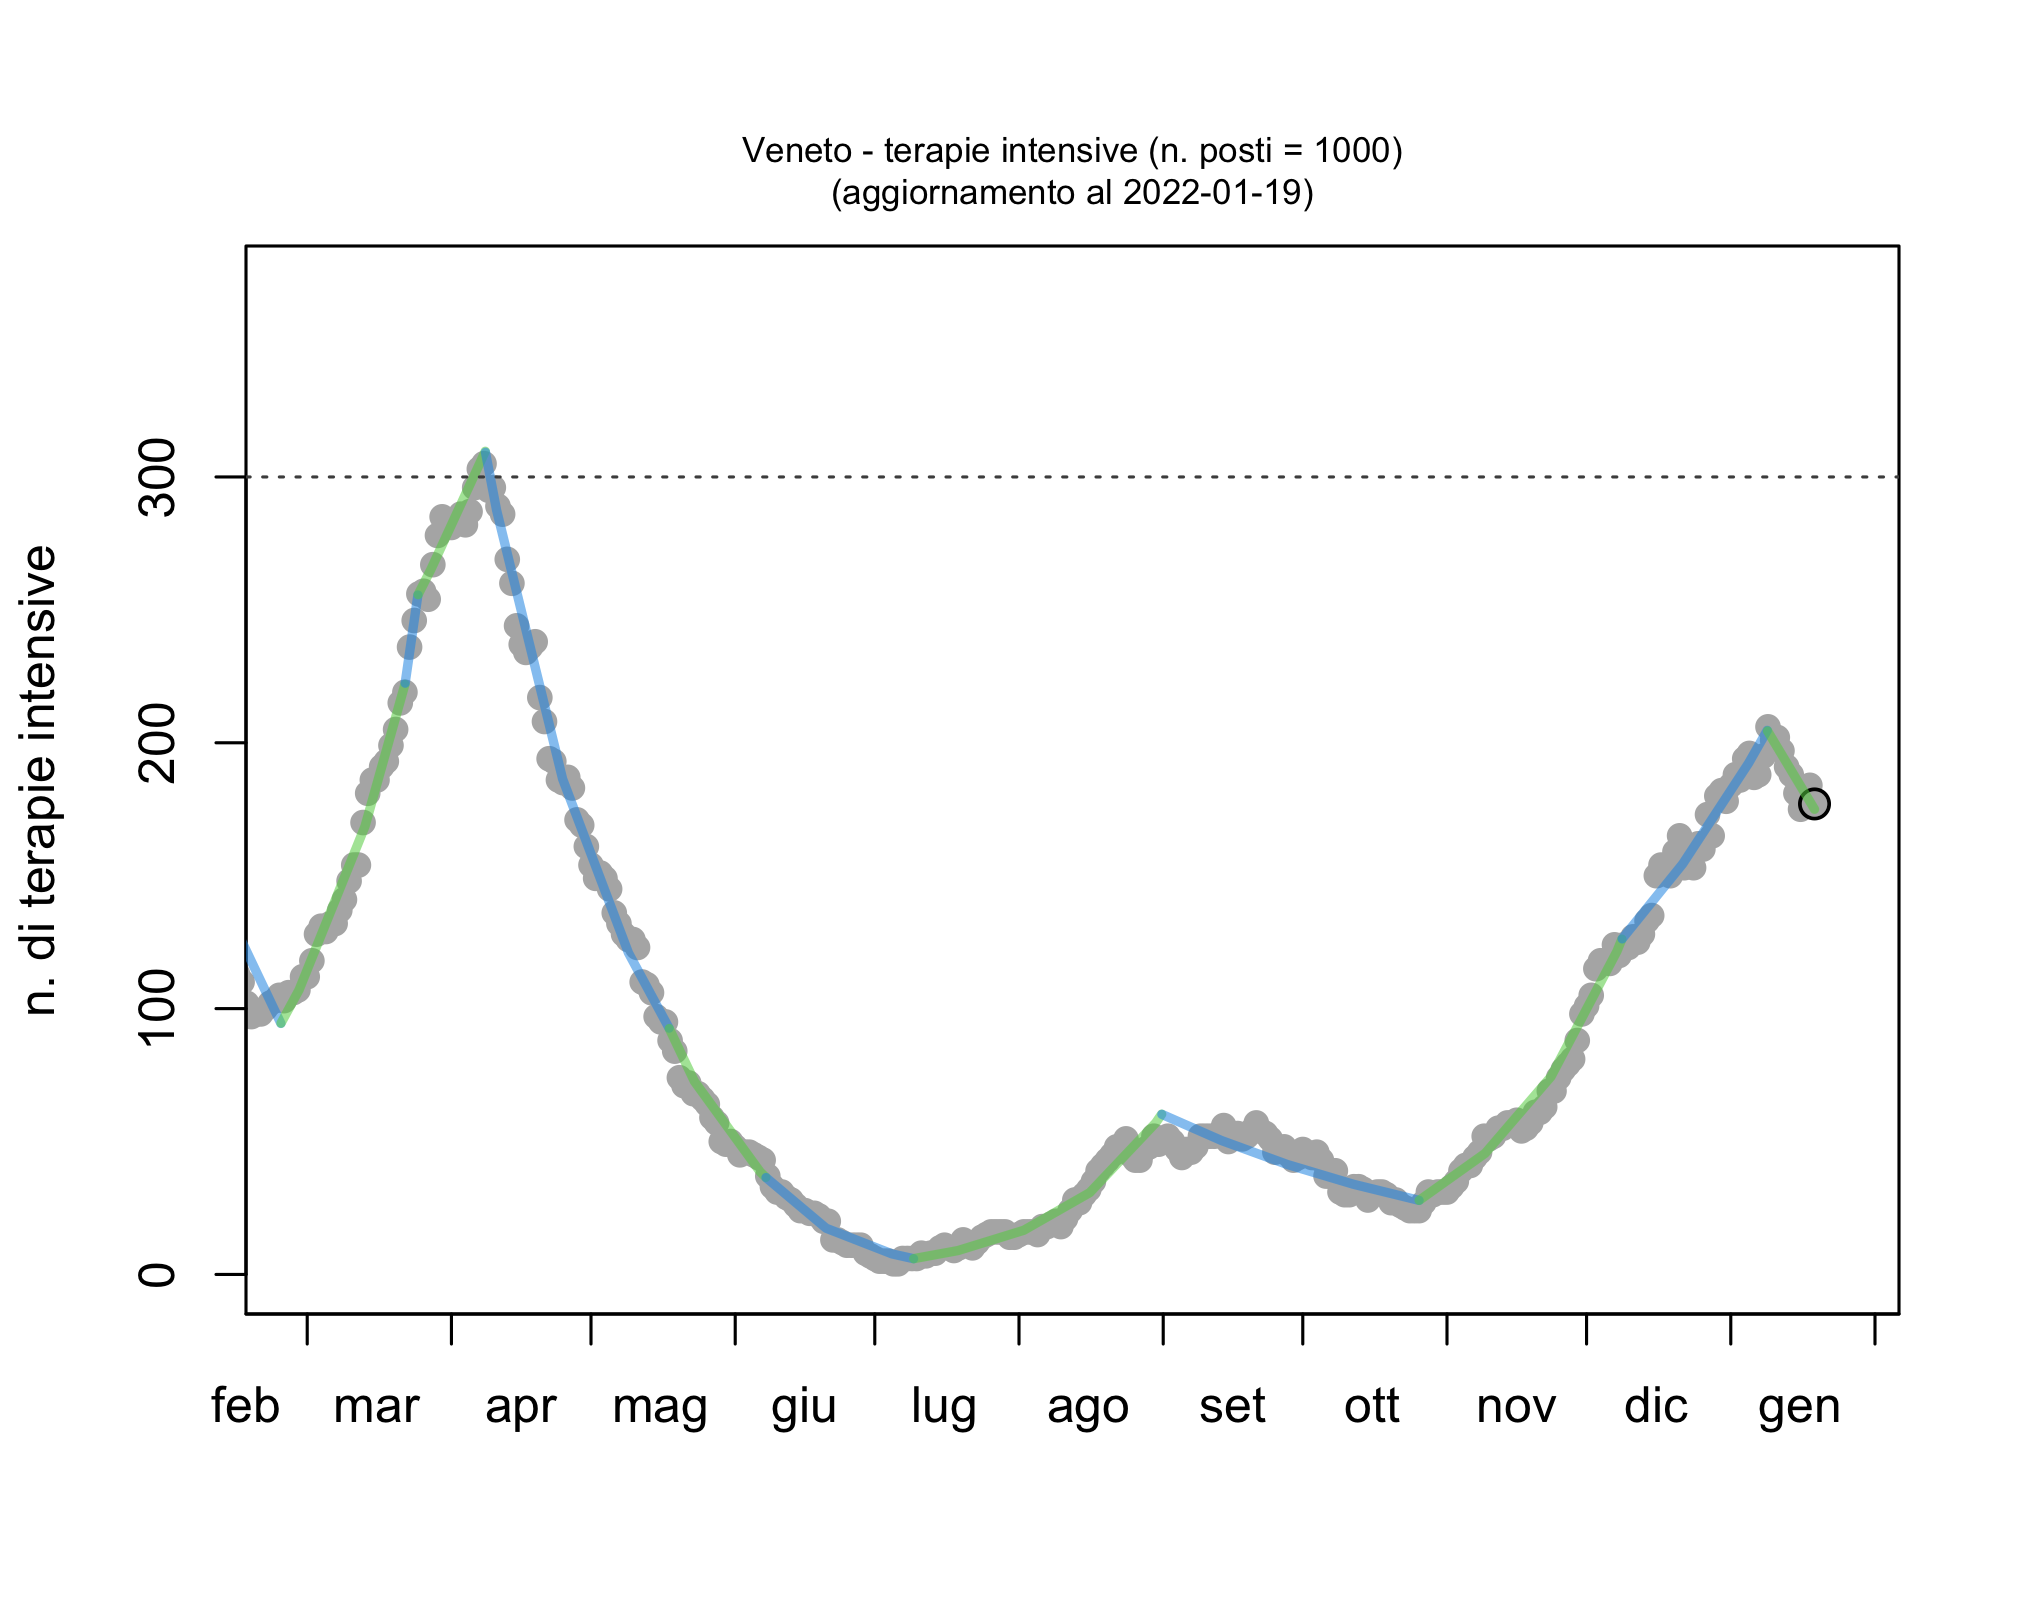 Veneto - terapie intensive (n. posti = 1000)
(aggiornamento al 2022-01-19)
n. di terapie intensive
300
200
100
0
feb mar apr mag giu lug ago set ott nov dic gen